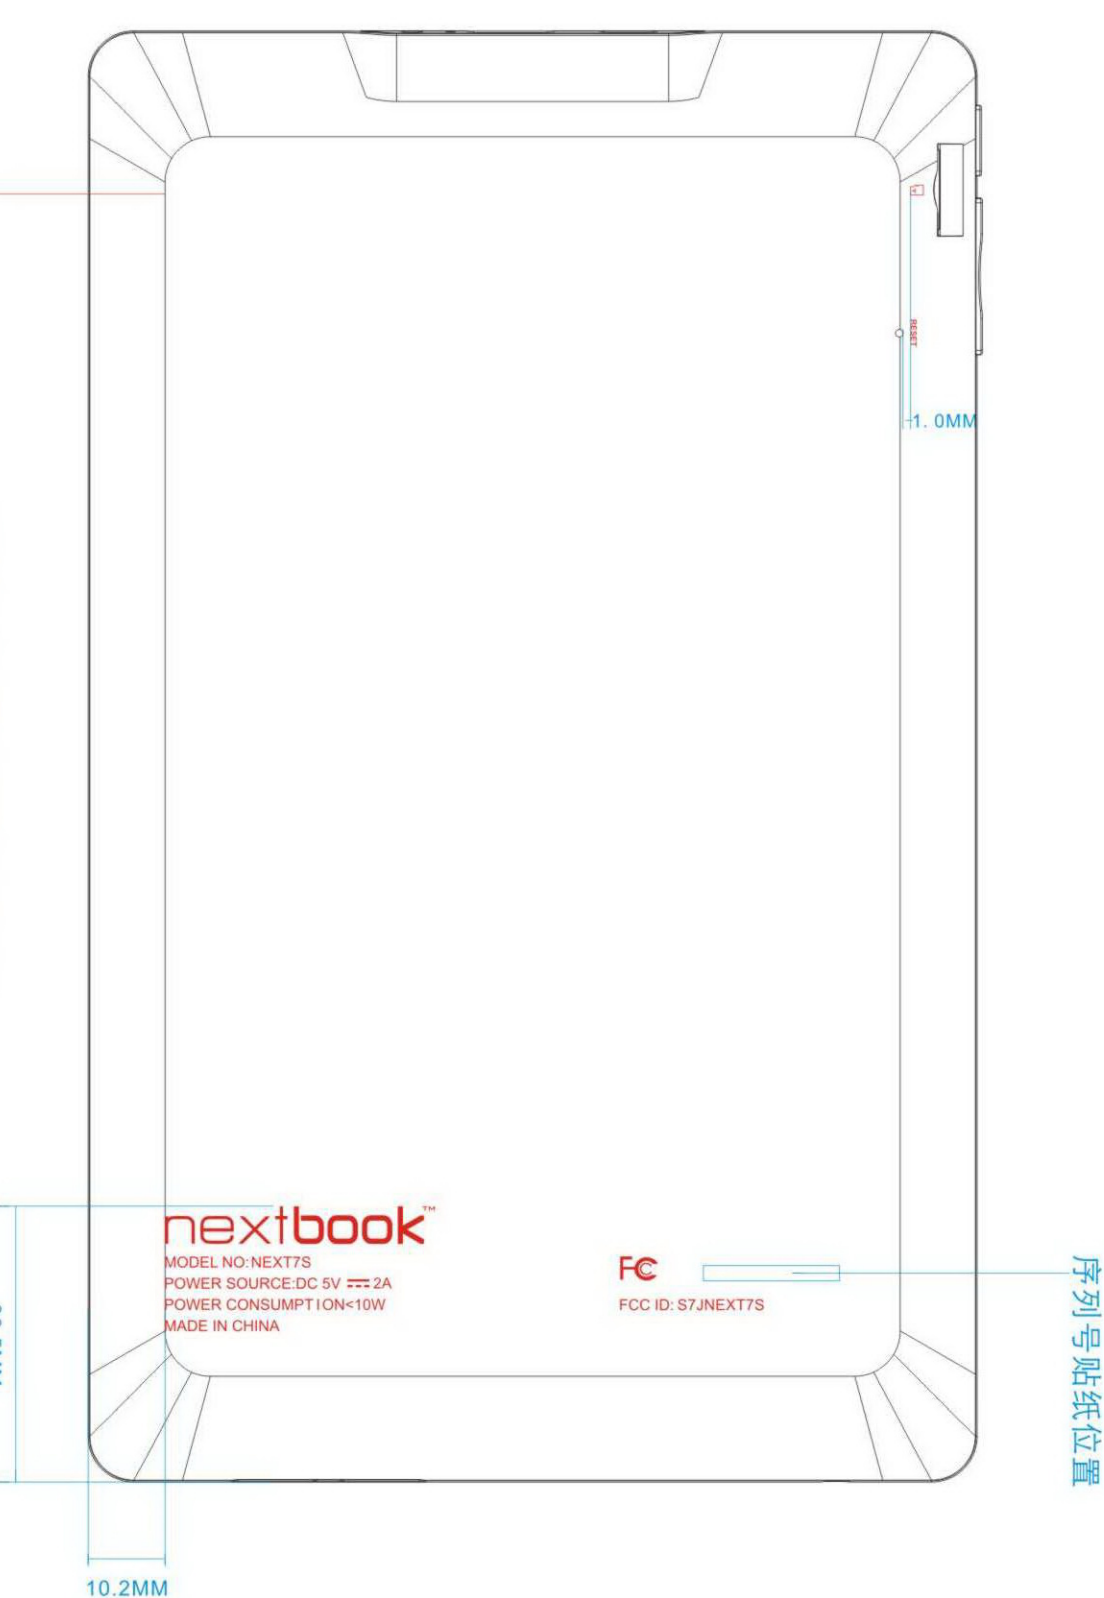 RESET
1. 0MM
nextbook™
MODEL NO:NEXT7S
POWER SOURCE:DC 5V ⎓ 2A
POWER CONSUMPTION<10W
MADE IN CHINA
FC
FCC ID: S7JNEXT7S
序列号贴纸位置
10.2MM